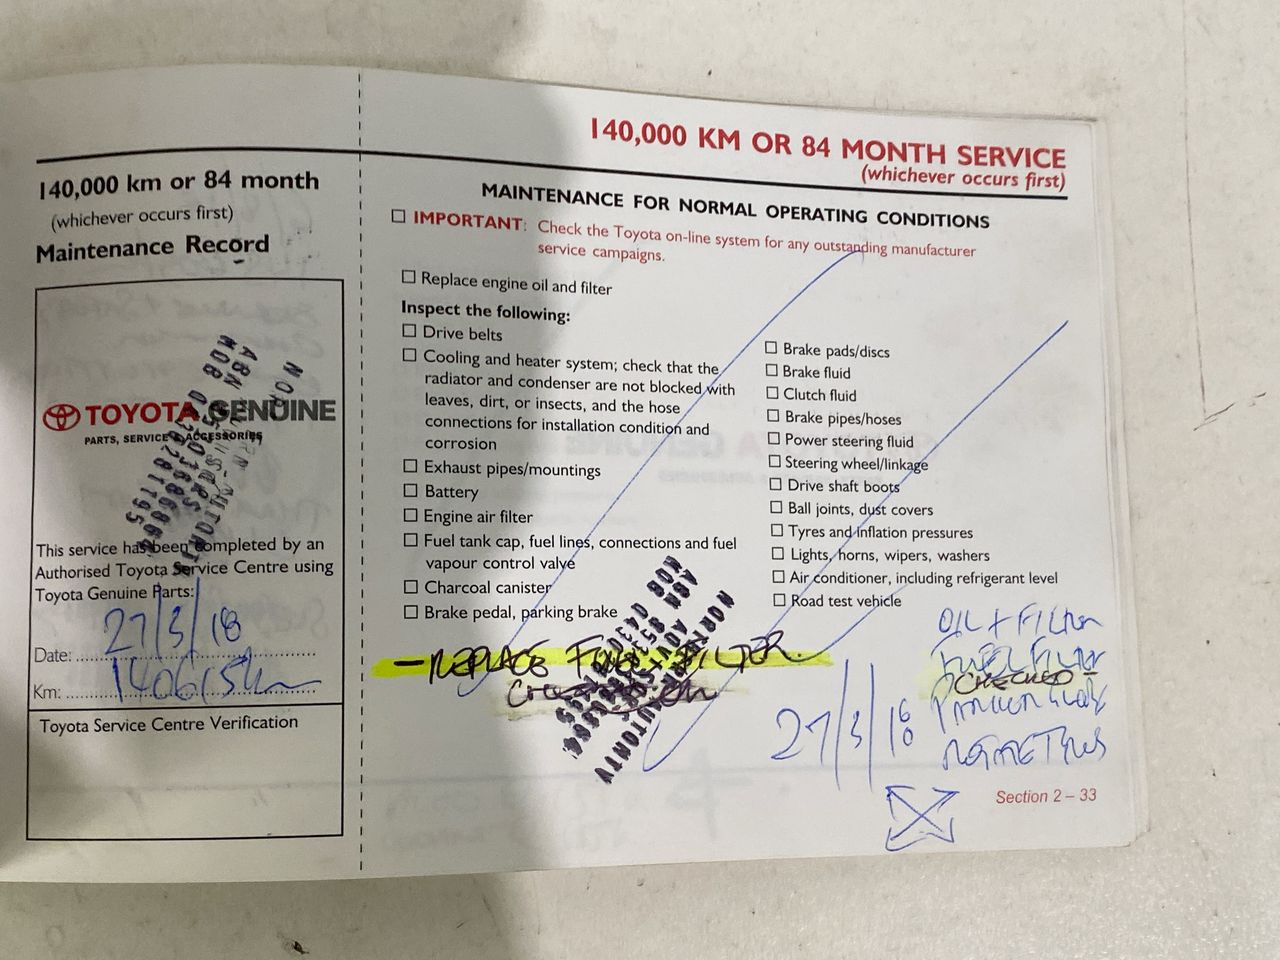 140,000 km or 84 month
(whichever occurs first)
Maintenance Record
TOYOTA GENUINE
PARTS, SERVICE & ACCESSORIES
This service has been completed by an
Authorised Toyota Service Centre using
Toyota Genuine Parts:
27/3/18
Date:
Km:
Toyota Service Centre Verification
140,000 KM OR 84 MONTH SERVICE
(whichever occurs first)
MAINTENANCE FOR NORMAL OPERATING CONDITIONS
IMPORTANT: Check the Toyota on-line system for any outstanding manufacturer
service campaigns.
Replace engine oil and filter
Inspect the following:
Drive belts
Cooling and heater system; check that the
radiator and condenser are not blocked with
leaves, dirt, or insects, and the hose
connections for installation condition and
corrosion
Exhaust pipes/mountings
Battery
Engine air filter
Fuel tank cap, fuel lines, connections and fuel
vapour control valve
Charcoal canister
Brake pedal, parking brake
Brake pads/discs
Brake fluid
Clutch fluid
Brake pipes/hoses
Power steering fluid
Steering wheel/linkage
Drive shaft boots
Ball joints, dust covers
Tyres and inflation pressures
Lights, horns, wipers, washers
Air conditioner, including refrigerant level
Road test vehicle
- REPLACE FUEL FILTER.
OIL + FILTER
FUEL FILTER
CHECKED
ROTATE TYRES
27/3/18
Section 2 – 33